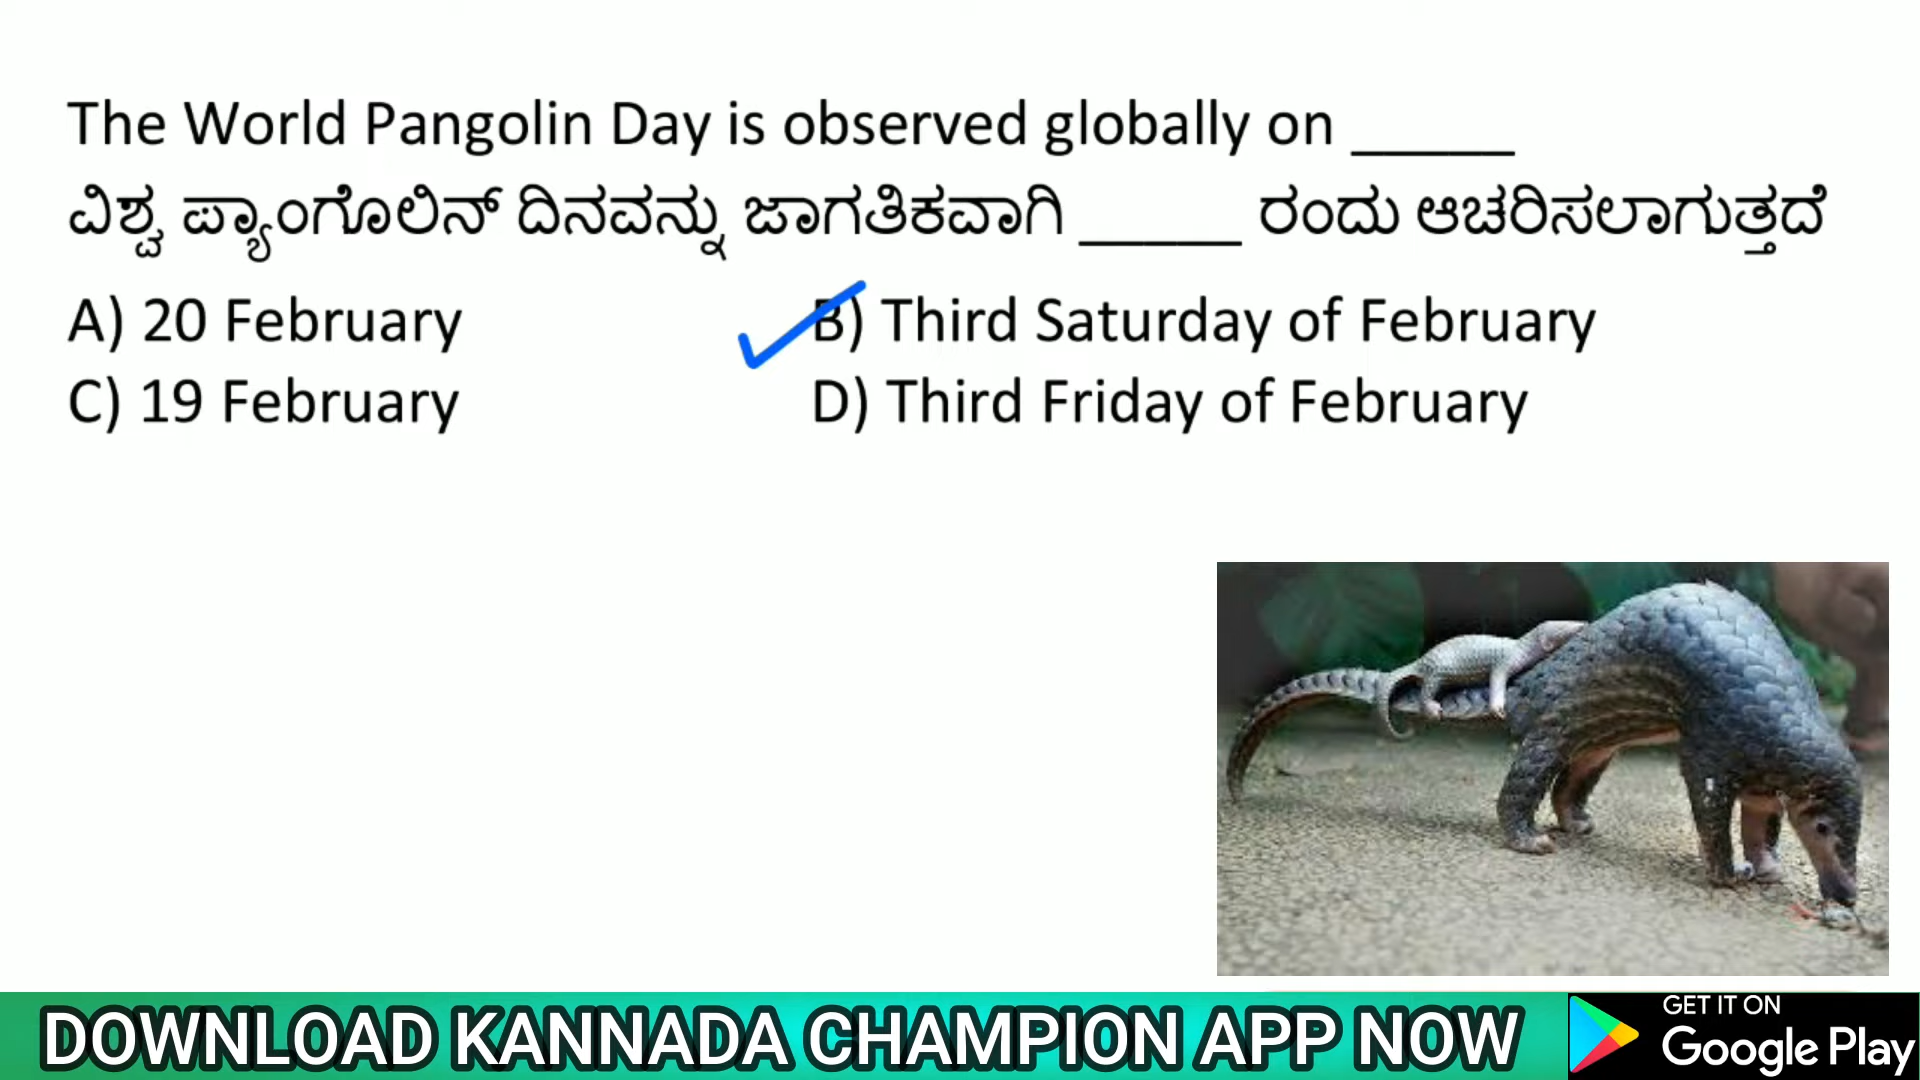 The World Pangolin Day is observed globally on _____
ವಿಶ್ವ ಪ್ಯಾಂಗೊಲಿನ್ ದಿನವನ್ನು ಜಾಗತಿಕವಾಗಿ _____ ರಂದು ಆಚರಿಸಲಾಗುತ್ತದೆ
A) 20 February B) Third Saturday of February
C) 19 February D) Third Friday of February
DOWNLOAD KANNADA CHAMPION APP NOW
GET IT ON
Google Play